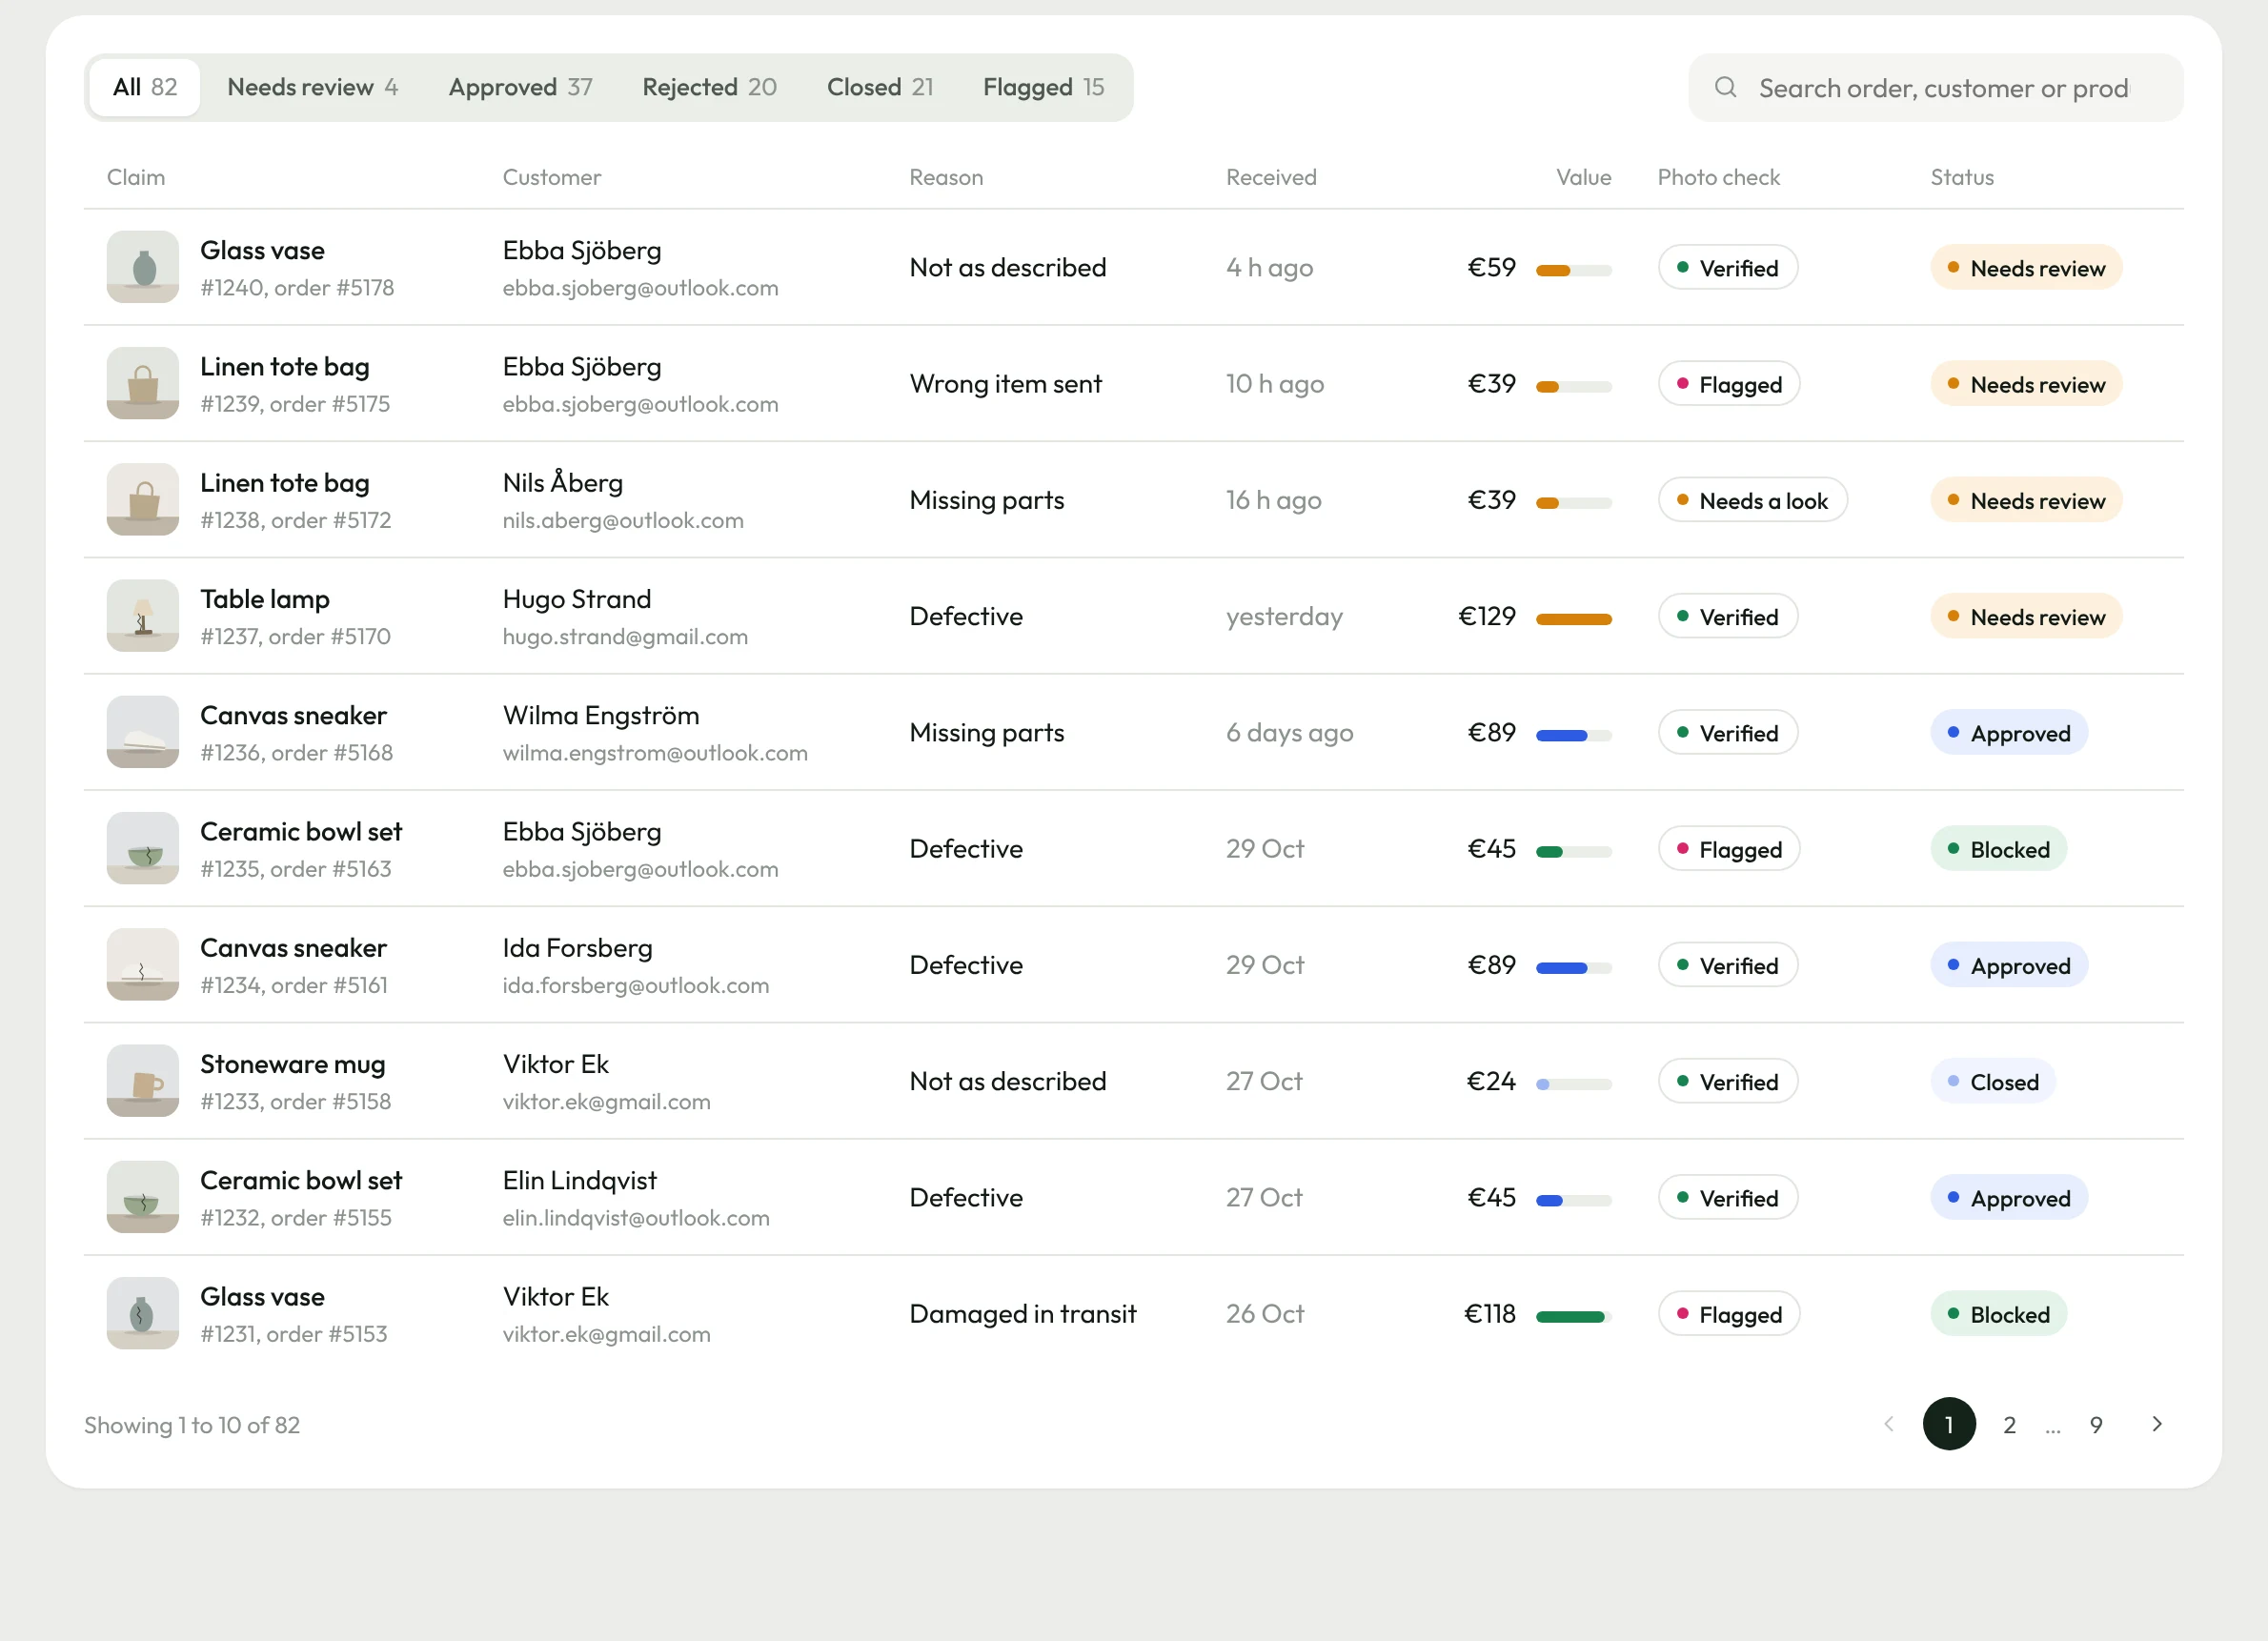 All 82 Needs review 4 Approved 37 Rejected 20 Closed 21 Flagged 15
Search order, customer or prod
Claim Customer Reason Received Value Photo check Status
Glass vase Ebba Sjöberg
Not as described 4 h ago €59 Verified Needs review
#1240, order #5178 ebba.sjoberg@outlook.com
Linen tote bag Ebba Sjöberg
Wrong item sent 10 h ago €39 Flagged Needs review
#1239, order #5175 ebba.sjoberg@outlook.com
Linen tote bag Nils Åberg
Missing parts 16 h ago €39 Needs a look Needs review
#1238, order #5172 nils.aberg@outlook.com
Table lamp Hugo Strand
Defective yesterday €129 Verified Needs review
#1237, order #5170 hugo.strand@gmail.com
Canvas sneaker Wilma Engström
Missing parts 6 days ago €89 Verified Approved
#1236, order #5168 wilma.engstrom@outlook.com
Ceramic bowl set Ebba Sjöberg
Defective 29 Oct €45 Flagged Blocked
#1235, order #5163 ebba.sjoberg@outlook.com
Canvas sneaker Ida Forsberg
Defective 29 Oct €89 Verified Approved
#1234, order #5161 ida.forsberg@outlook.com
Stoneware mug Viktor Ek
Not as described 27 Oct €24 Verified Closed
#1233, order #5158 viktor.ek@gmail.com
Ceramic bowl set Elin Lindqvist
Defective 27 Oct €45 Verified Approved
#1232, order #5155 elin.lindqvist@outlook.com
Glass vase Viktor Ek
Damaged in transit 26 Oct €118 Flagged Blocked
#1231, order #5153 viktor.ek@gmail.com
Showing 1 to 10 of 82
1 2 ... 9